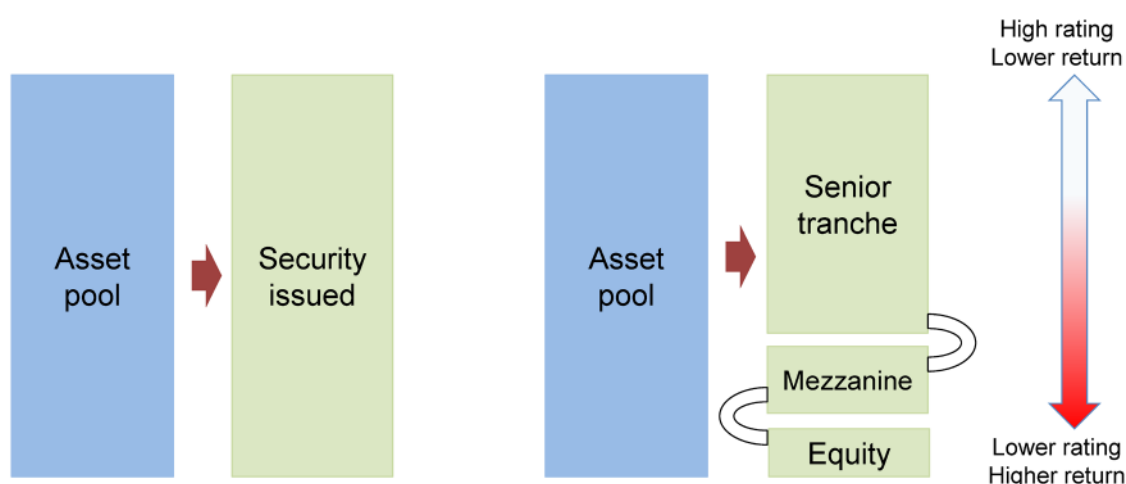 Asset
pool
Security
issued
Asset
pool
Senior
tranche
Mezzanine
Equity
High rating
Lower return
Lower rating
Higher return